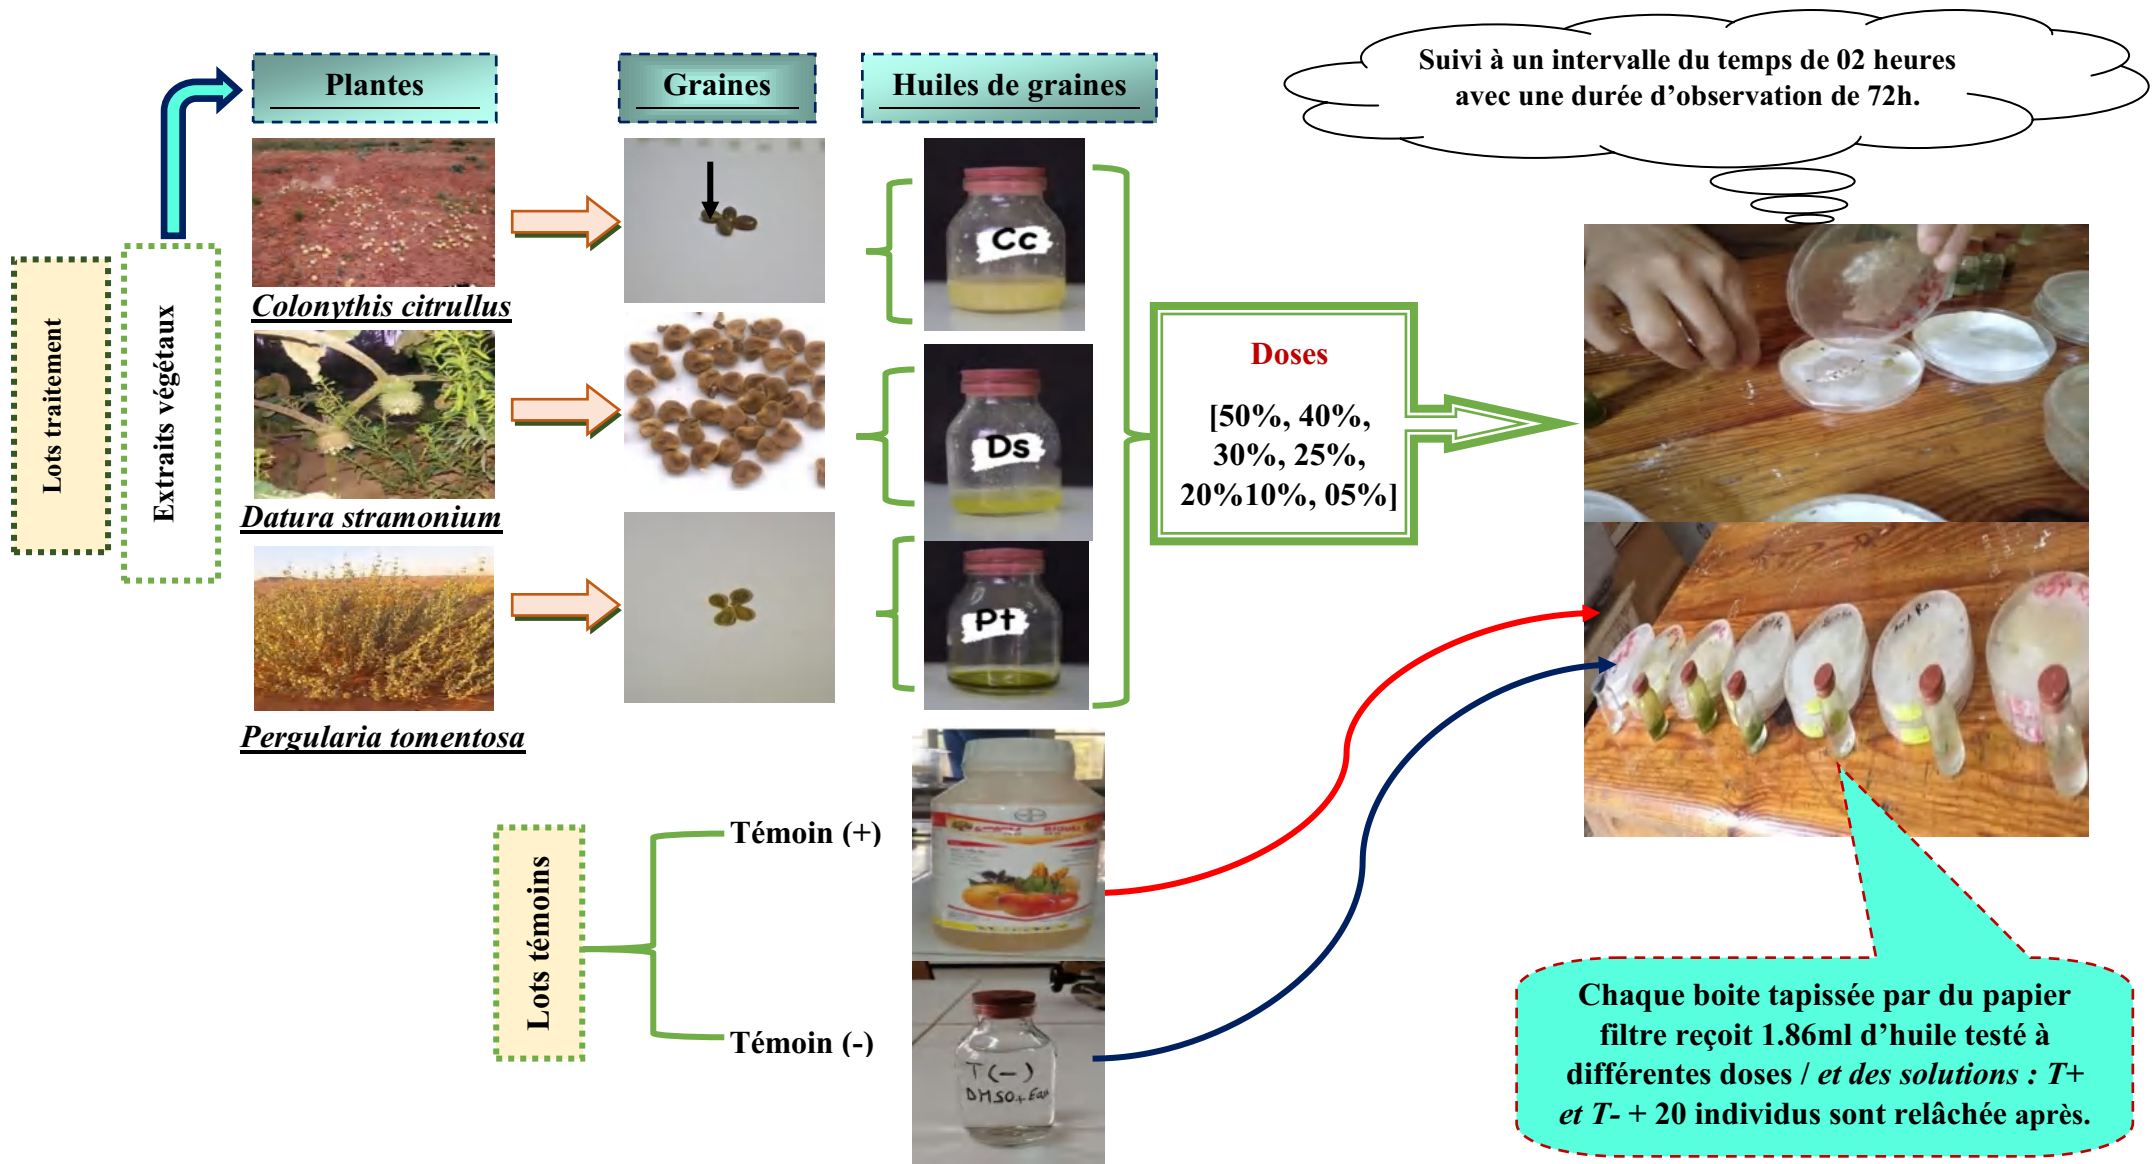 Plantes
Graines
Huiles de graines
Suivi à un intervalle du temps de 02 heures
avec une durée d’observation de 72h.
Lots traitement
Extraits végétaux
Colonythis citrullus
Datura stramonium
Pergularia tomentosa
Cc
Ds
Pt
Doses
[50%, 40%,
30%, 25%,
20%10%, 05%]
Lots témoins
Témoin (+)
Témoin (-)
T(-)
DMSO+Eau
Chaque boite tapissée par du papier
filtre reçoit 1.86ml d’huile testé à
différentes doses / et des solutions : T+
et T- + 20 individus sont relâchée après.